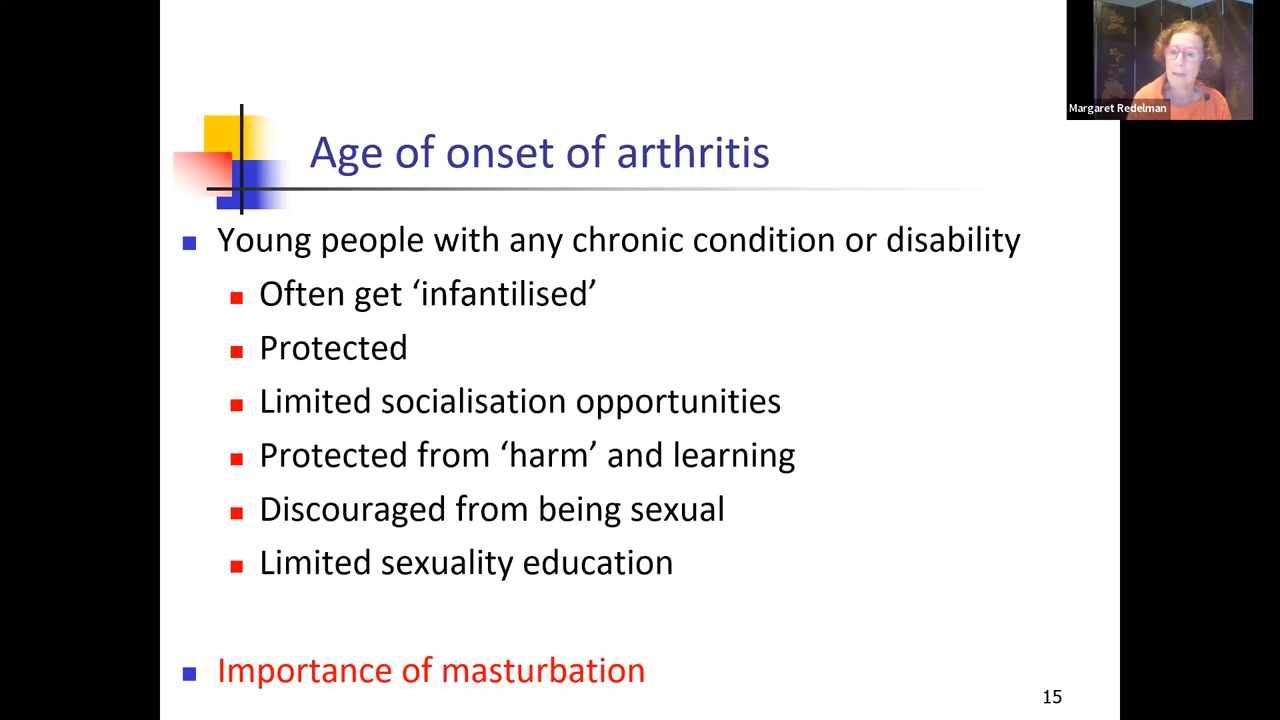 Margaret Redelman
Age of onset of arthritis
Young people with any chronic condition or disability
Often get ‘infantilised’
Protected
Limited socialisation opportunities
Protected from ‘harm’ and learning
Discouraged from being sexual
Limited sexuality education
Importance of masturbation
15